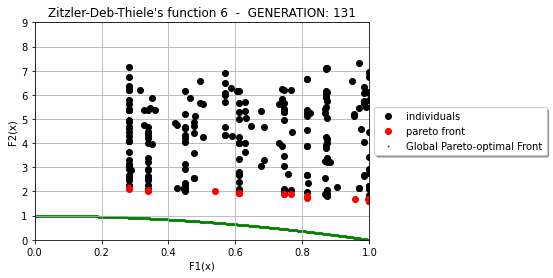 Zitzler-Deb-Thiele's function 6 - GENERATION: 131
9
8
7
6
5
4
3
2
1
0
F2(x)
0.0 0.2 0.4 0.6 0.8 1.0
F1(x)
individuals
pareto front
Global Pareto-optimal Front